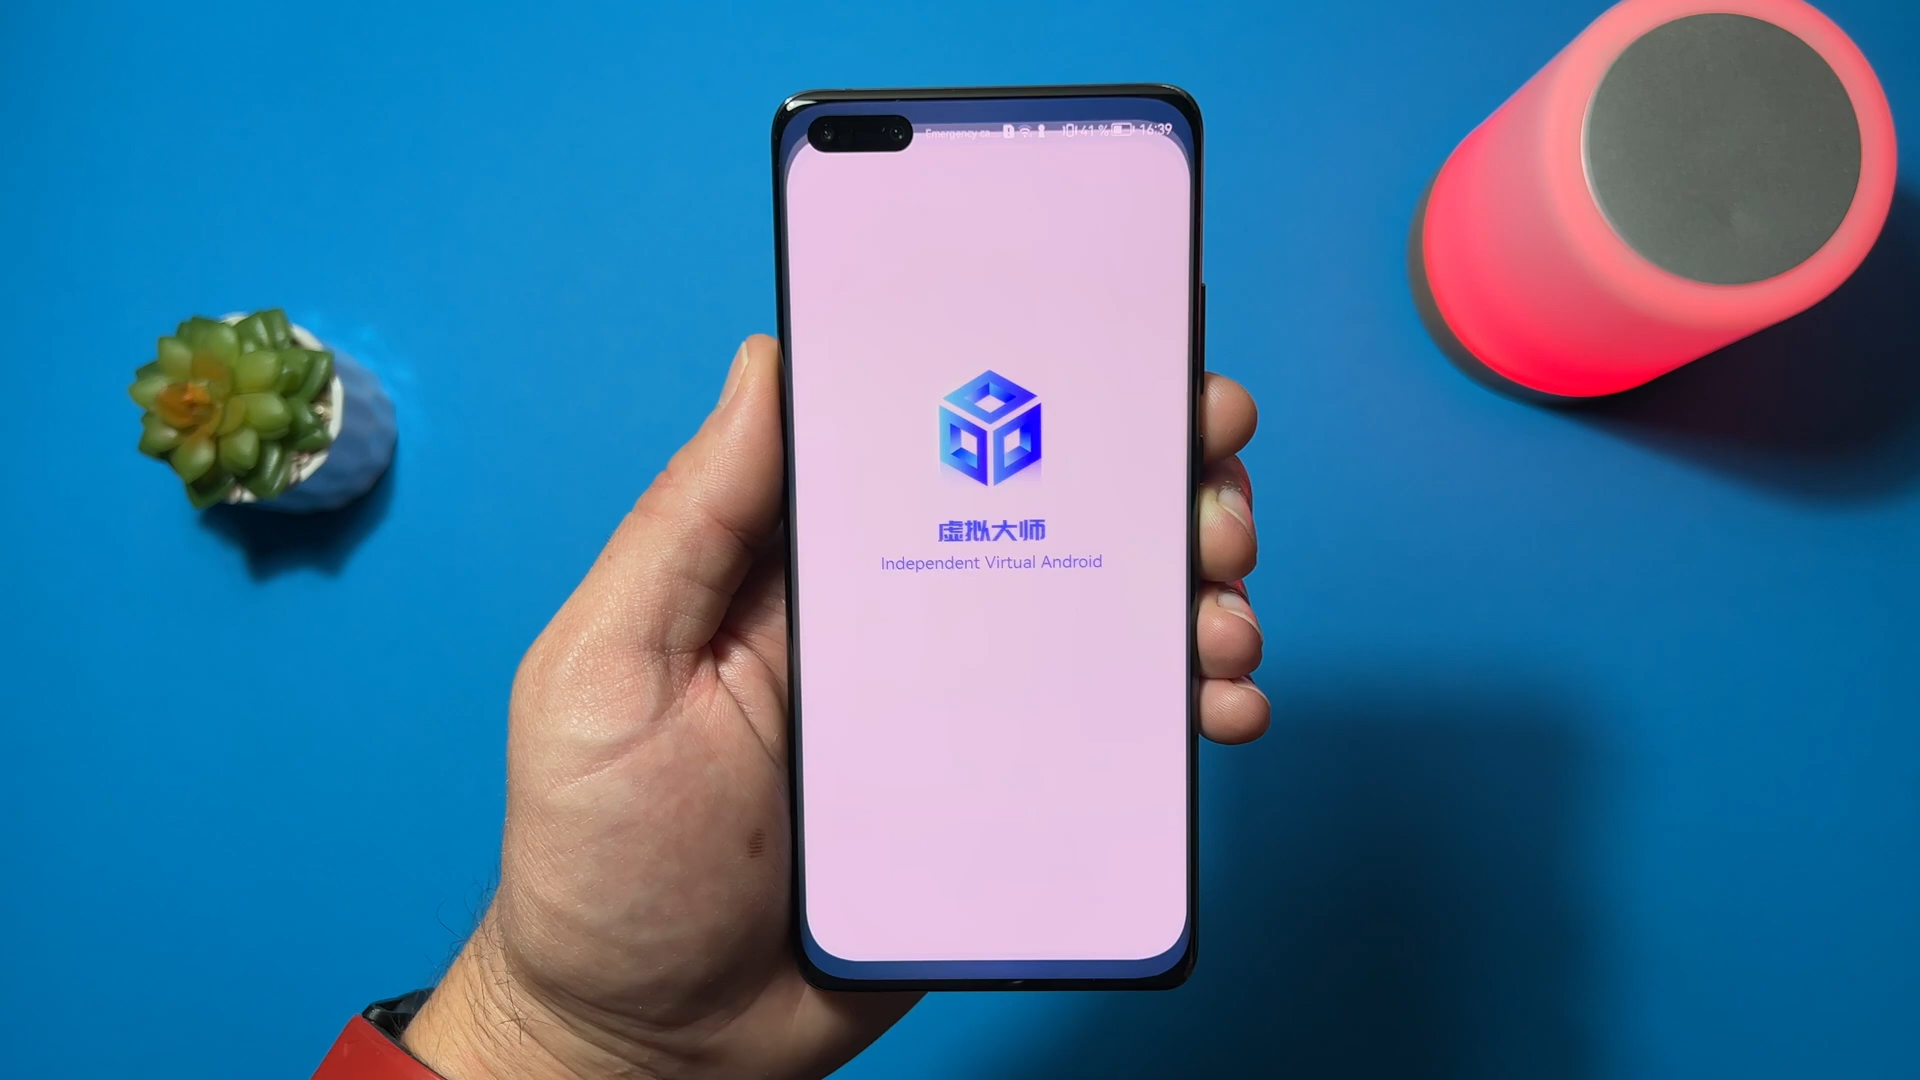 Emergency ca... 41 % 16:39
虚拟大师
Independent Virtual Android